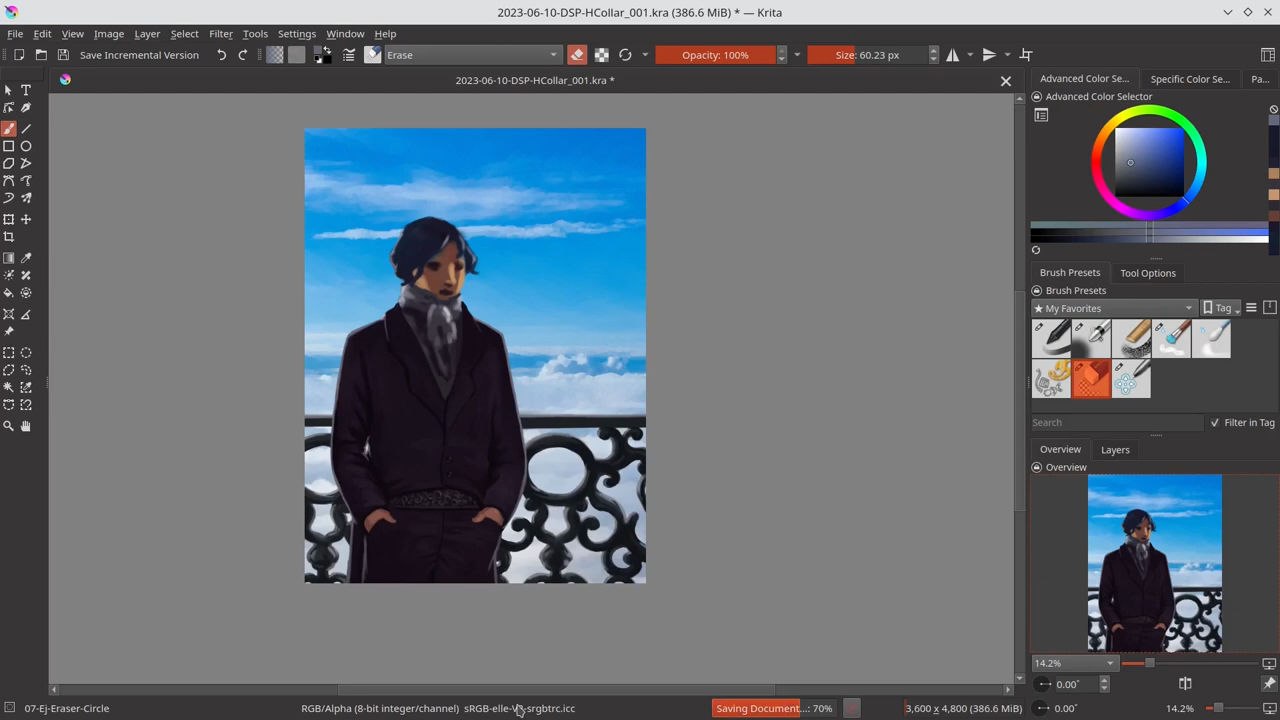 2023-06-10-DSP-HCollar_001.kra (386.6 MiB) * — Krita
File Edit View Image Layer Select Filter Tools Settings Window Help
Save Incremental Version Erase Opacity: 100% Size: 60.23 px
2023-06-10-DSP-HCollar_001.kra *
Advanced Color Se... Specific Color Se... Pa...
Advanced Color Selector
Brush Presets Tool Options
Brush Presets
★ My Favorites Tag
Search Filter in Tag
Overview Layers
Overview
14.2%
0.00°
07-Ej-Eraser-Circle RGB/Alpha (8-bit integer/channel) sRGB-elle-V2-srgbtrc.icc Saving Document...: 70% 3,600 x 4,800 (386.6 MiB) 0.00° 14.2%